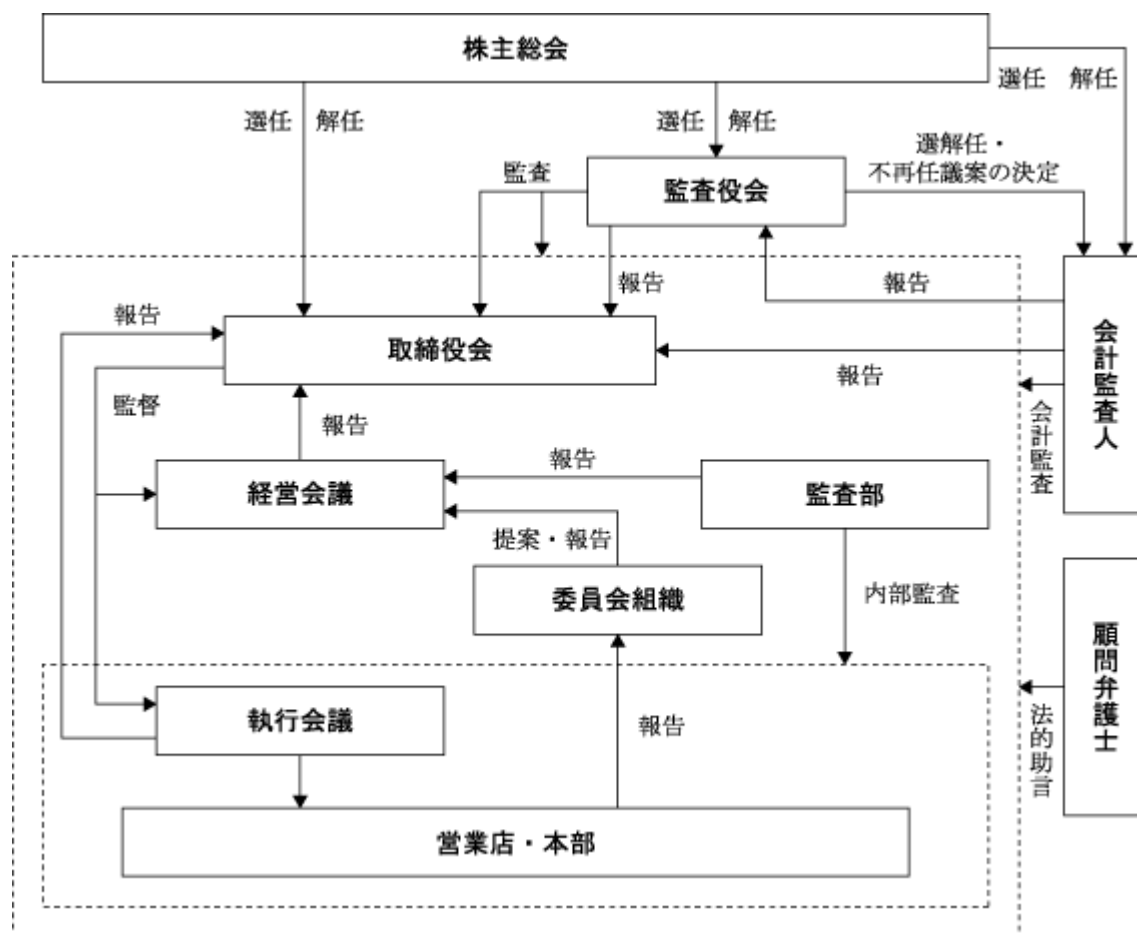 株主総会
選任 解任
選任 解任
選任 解任
選解任・
不再任議案の決定
監査
監査役会
報告
報告
報告
取締役会
報告
会計監査人
監督
報告
会計監査
経営会議
報告
監査部
提案・報告
委員会組織
内部監査
顧問弁護士
執行会議
報告
法的助言
営業店・本部